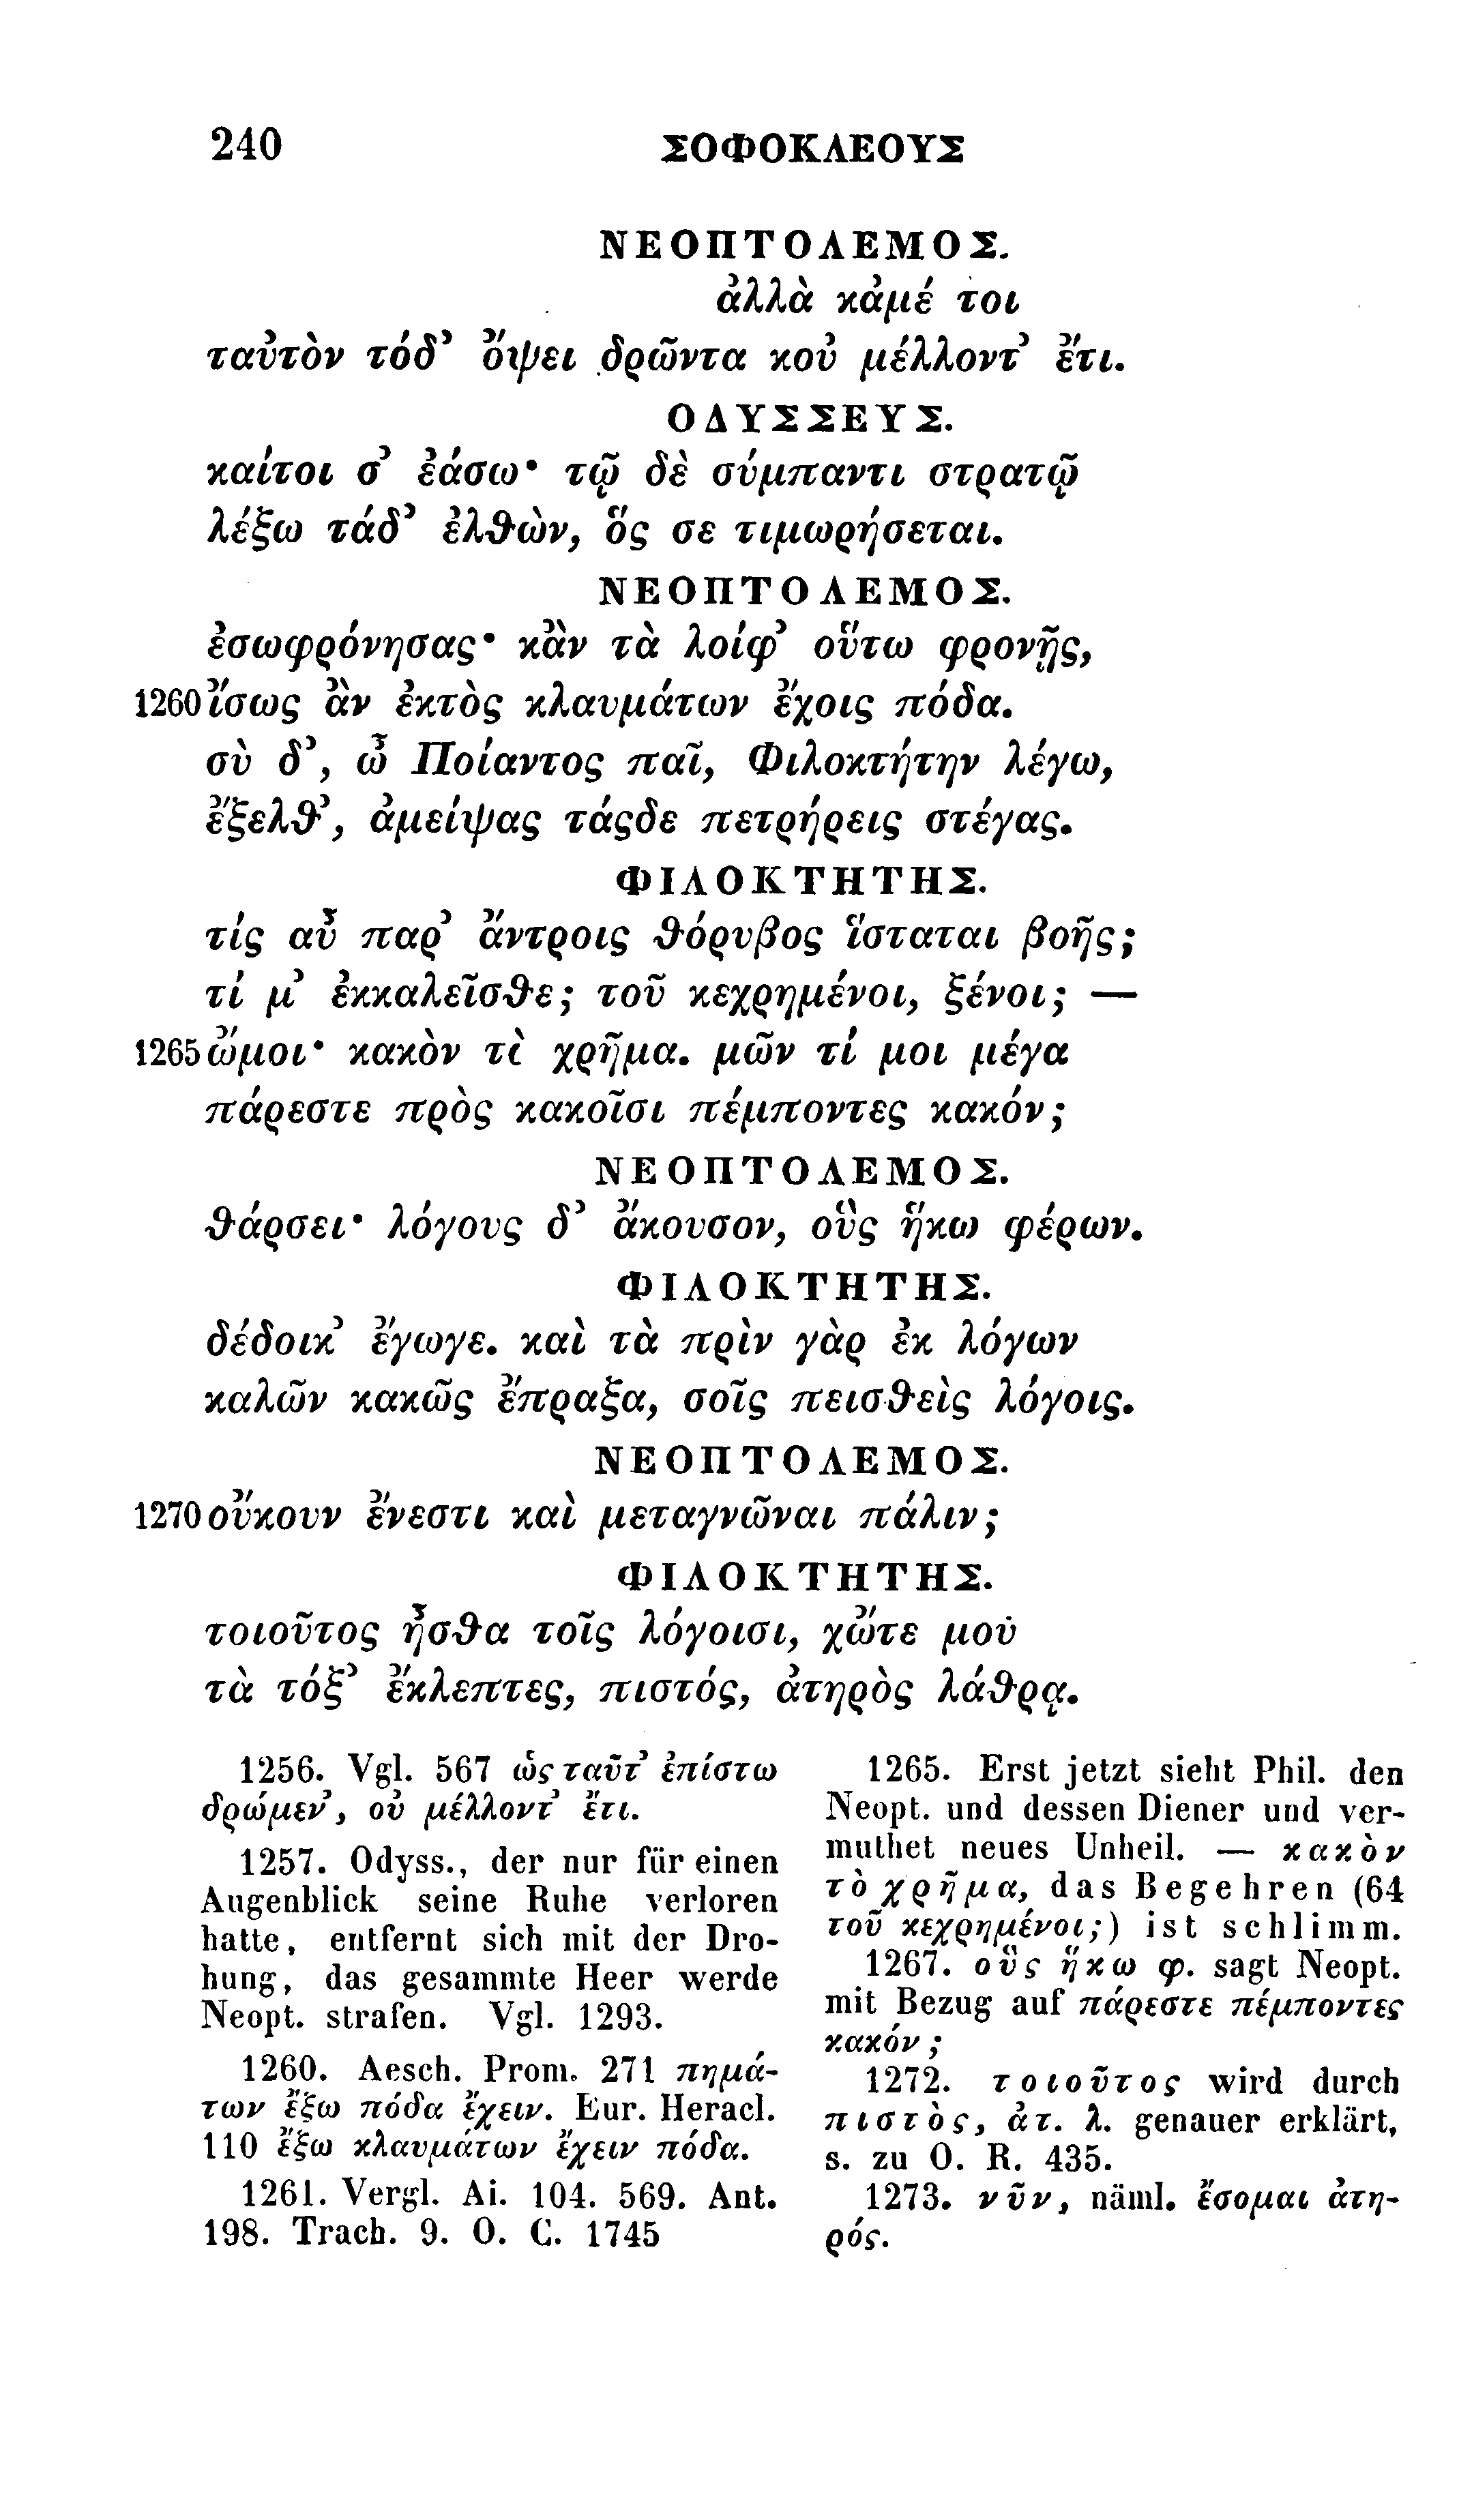 240 ΣΟΦΟΚΛΕΟΥΣ
ΝΕΟΠΤΟΛΕΜΟΣ.
ἀλλὰ κἀμέ τοι
ταὐτὸν τόδ’ ὄψει δρῶντα κοὐ μέλλοντ’ ἔτι.
ΟΔΥΣΣΕΥΣ.
καίτοι σ’ ἐάσω· τῷ δὲ σύμπαντι στρατῷ
λέξω τάδ’ ἐλθὼν, ὅς σε τιμωρήσεται.
ΝΕΟΠΤΟΛΕΜΟΣ.
ἐσωφρόνησας· κἂν τὰ λοίφ’ οὕτω φρονῇς,
1260 ἴσως ἂν ἐκτὸς κλαυμάτων ἔχοις πόδα.
σὺ δ’, ὦ Ποίαντος παῖ, Φιλοκτήτην λέγω,
ἔξελθ’, ἀμείψας τάςδε πετρήρεις στέγας.
ΦΙΛΟΚΤΗΤΗΣ.
τίς αὖ παρ’ ἄντροις θόρυβος ἵσταται βοῆς;
τί μ’ ἐκκαλεῖσθε; τοῦ κεχρημένοι, ξένοι; —
1265 ὤμοι· κακὸν τὸ χρῆμα. μῶν τί μοι μέγα
πάρεστε πρὸς κακοῖσι πέμποντες κακόν;
ΝΕΟΠΤΟΛΕΜΟΣ.
θάρσει· λόγους δ’ ἄκουσον, οὓς ἥκω φέρων.
ΦΙΛΟΚΤΗΤΗΣ.
δέδοικ’ ἔγωγε. καὶ τὰ πρὶν γὰρ ἐκ λόγων
καλῶν κακῶς ἔπραξα, σοῖς πεισθεὶς λόγοις.
ΝΕΟΠΤΟΛΕΜΟΣ.
1270 οὔκουν ἔνεστι καὶ μεταγνῶναι πάλιν;
ΦΙΛΟΚΤΗΤΗΣ.
τοιοῦτος ἦσθα τοῖς λόγοισι, χὤτε μου
τὰ τόξ’ ἔκλεπτες, πιστός, ἀτηρὸς λάθρᾳ.
1256. Vgl. 567 ὡς ταῦτ’ ἐπίστω
δρώμεν’, οὐ μέλλοντ’ ἔτι.
1257. Odyss., der nur für einen
Augenblick seine Ruhe verloren
hatte, entfernt sich mit der Dro-
hung, das gesammte Heer werde
Neopt. strafen. Vgl. 1293.
1260. Aesch. Prom. 271 πημά-
των ἔξω πόδα ἔχειν. Eur. Heracl.
110 ἔξω κλαυμάτων ἔχειν πόδα.
1261. Vergl. Ai. 104. 569. Ant.
198. Trach. 9. O. C. 1745
1265. Erst jetzt sieht Phil. den
Neopt. und dessen Diener und ver-
muthet neues Unheil. — κακὸν
τὸ χρῆμα, das Begehren (64
τοῦ κεχρημένοι;) ist schlimm.
1267. οὓς ἥκω φ. sagt Neopt.
mit Bezug auf πάρεστε πέμποντες
κακόν;
1272. τοιοῦτος wird durch
πιστὸς, ἀτ. λ. genauer erklärt,
s. zu O. R. 435.
1273. νῦν, näml. ἔσομαι ἀτη-
ρός.